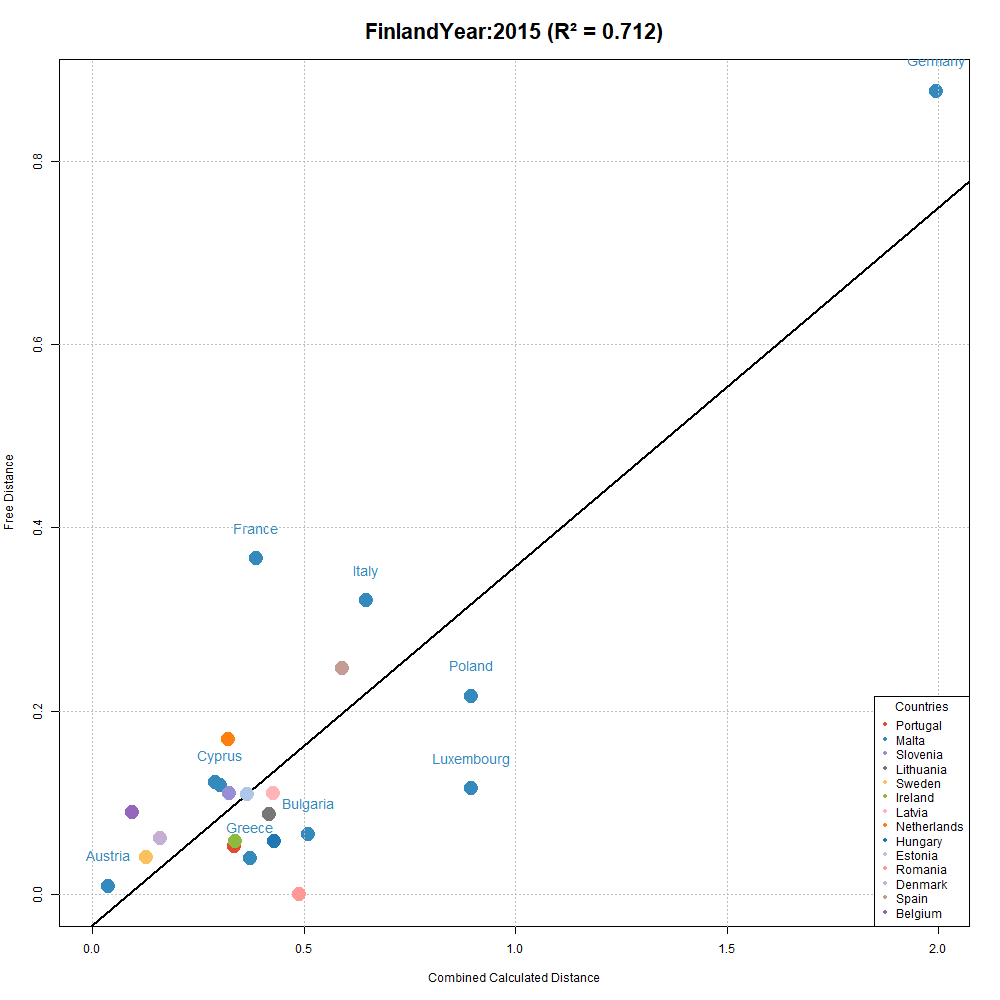 FinlandYear:2015 (R² = 0.712)
Germany
0.8
0.6
Free Distance
0.4
France
Italy
Poland
0.2
Cyprus
Luxembourg
Bulgaria
Greece
Austria
0.0
Countries
Portugal
Malta
Slovenia
Lithuania
Sweden
Ireland
Latvia
Netherlands
Hungary
Estonia
Romania
Denmark
Spain
Belgium
0.0 0.5 1.0 1.5 2.0
Combined Calculated Distance